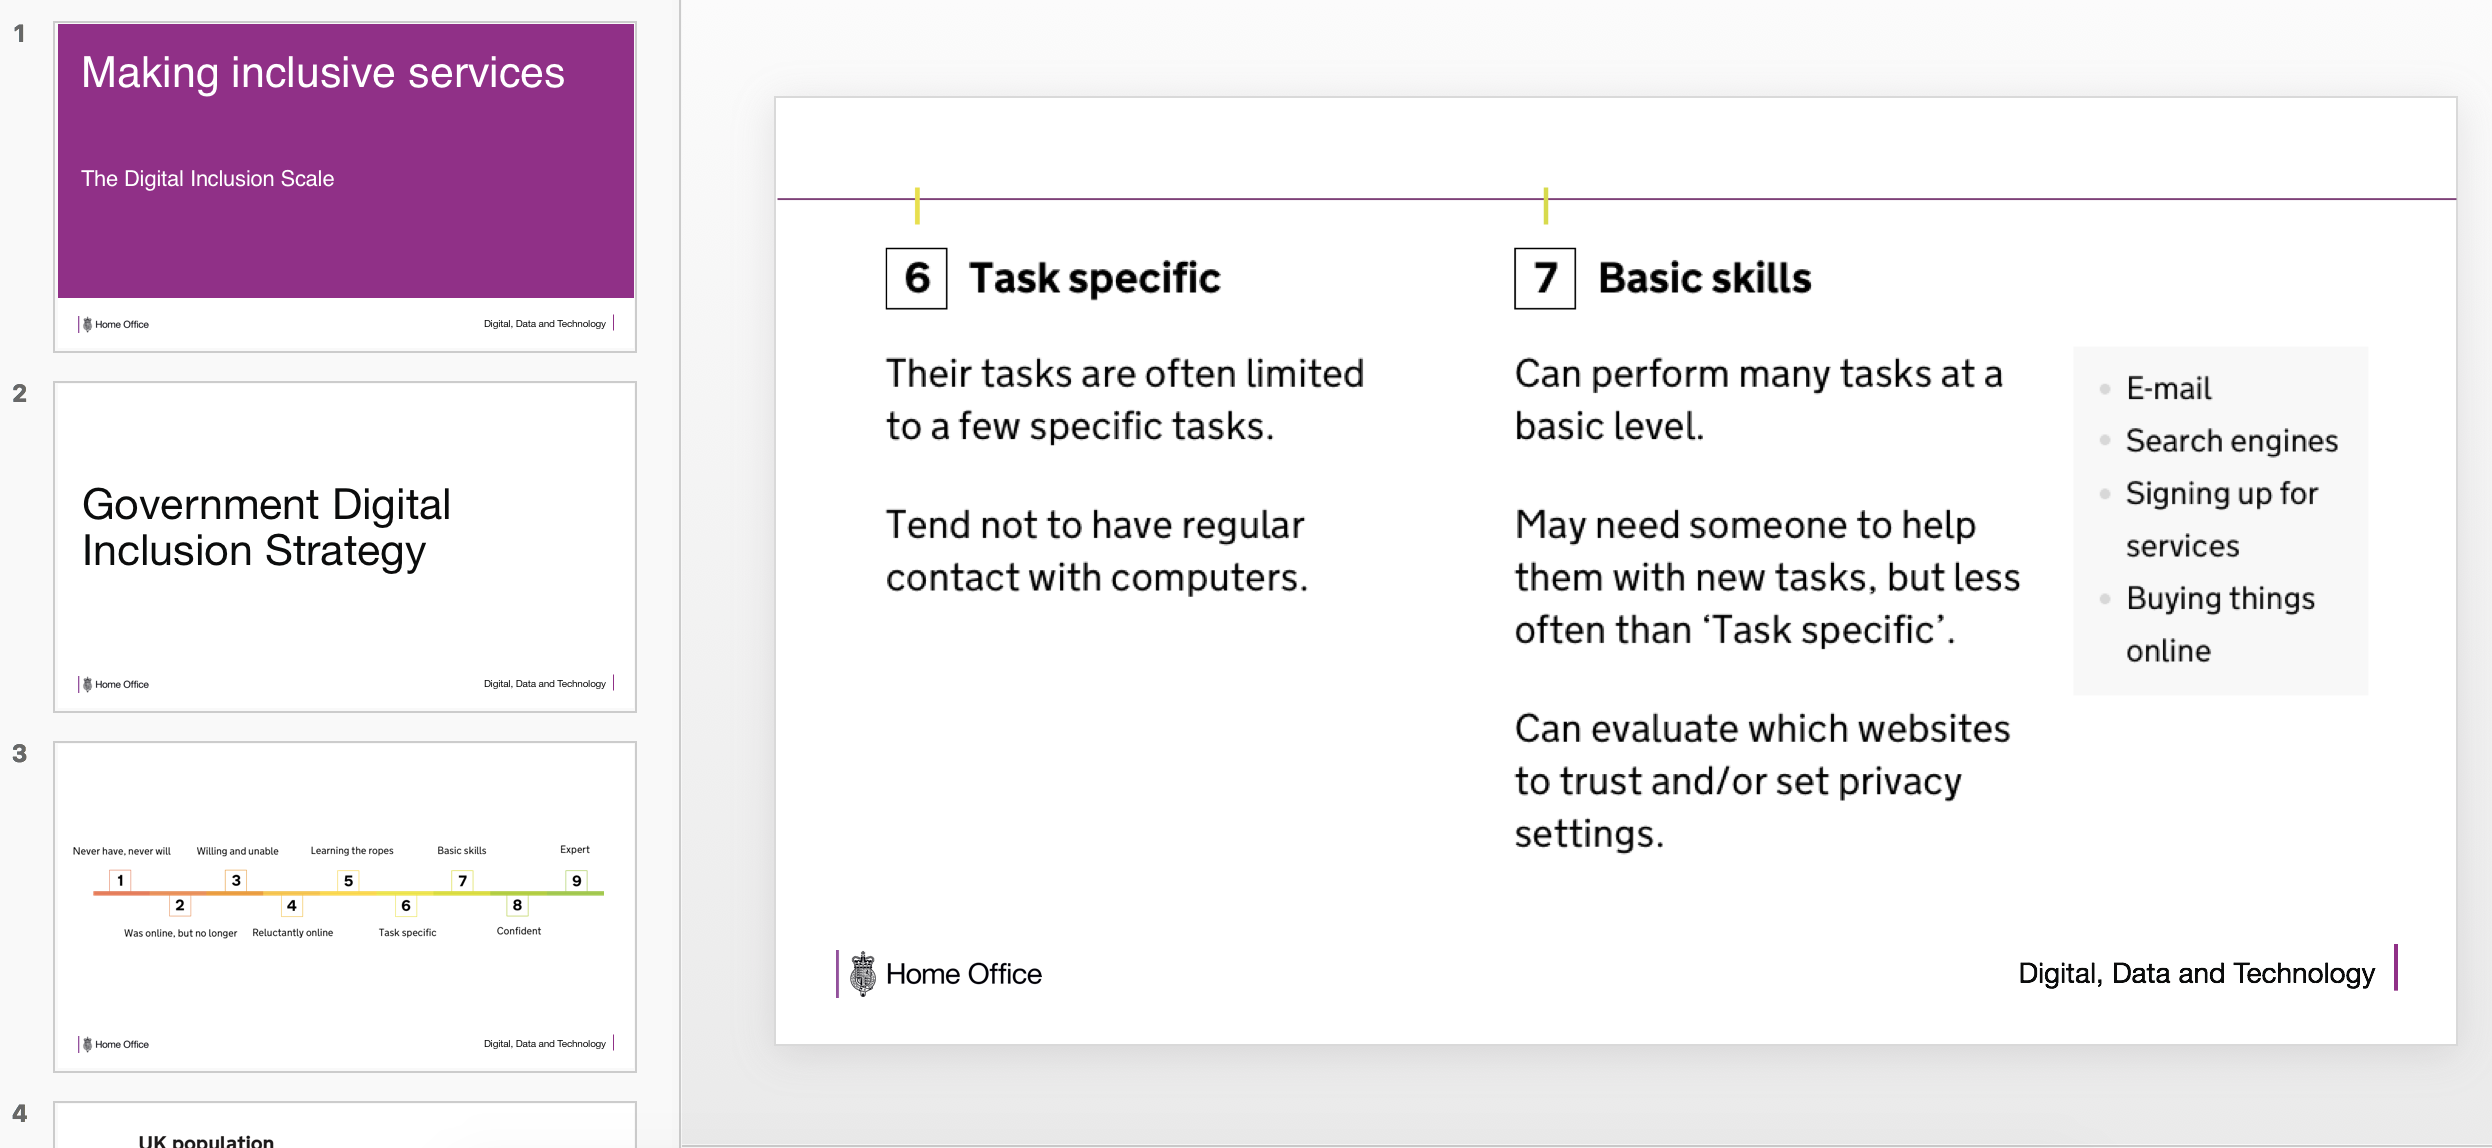 1
Making inclusive services
The Digital Inclusion Scale
Home Office
Digital, Data and Technology
2
Government Digital
Inclusion Strategy
Home Office
Digital, Data and Technology
3
Never have, never will
Willing and unable
Learning the ropes
Basic skills
Expert
1
3
5
7
9
2
4
6
8
Was online, but no longer
Reluctantly online
Task specific
Confident
Home Office
Digital, Data and Technology
4
UK population
6 Task specific
Their tasks are often limited
to a few specific tasks.
Tend not to have regular
contact with computers.
7 Basic skills
Can perform many tasks at a
basic level.
May need someone to help
them with new tasks, but less
often than ‘Task specific’.
Can evaluate which websites
to trust and/or set privacy
settings.
• E-mail
• Search engines
• Signing up for
services
• Buying things
online
Home Office
Digital, Data and Technology